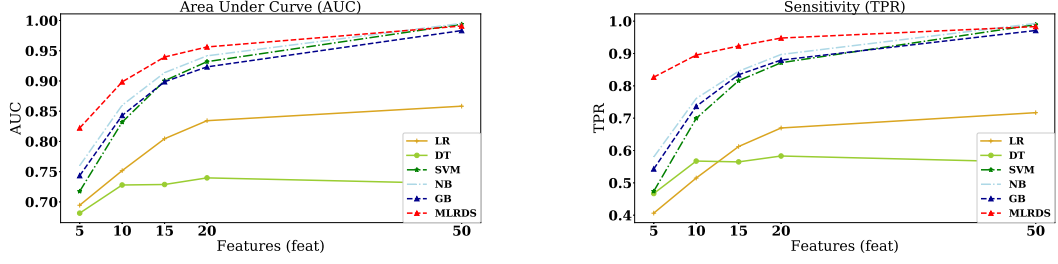 Area Under Curve (AUC)
1.00
0.95
0.90
0.85
0.80
0.75
0.70
AUC
LR
DT
SVM
NB
GB
MLRDS
5 10 15 20 50
Features (feat)
Sensitivity (TPR)
1.0
0.9
0.8
0.7
0.6
0.5
0.4
TPR
LR
DT
SVM
NB
GB
MLRDS
5 10 15 20 50
Features (feat)